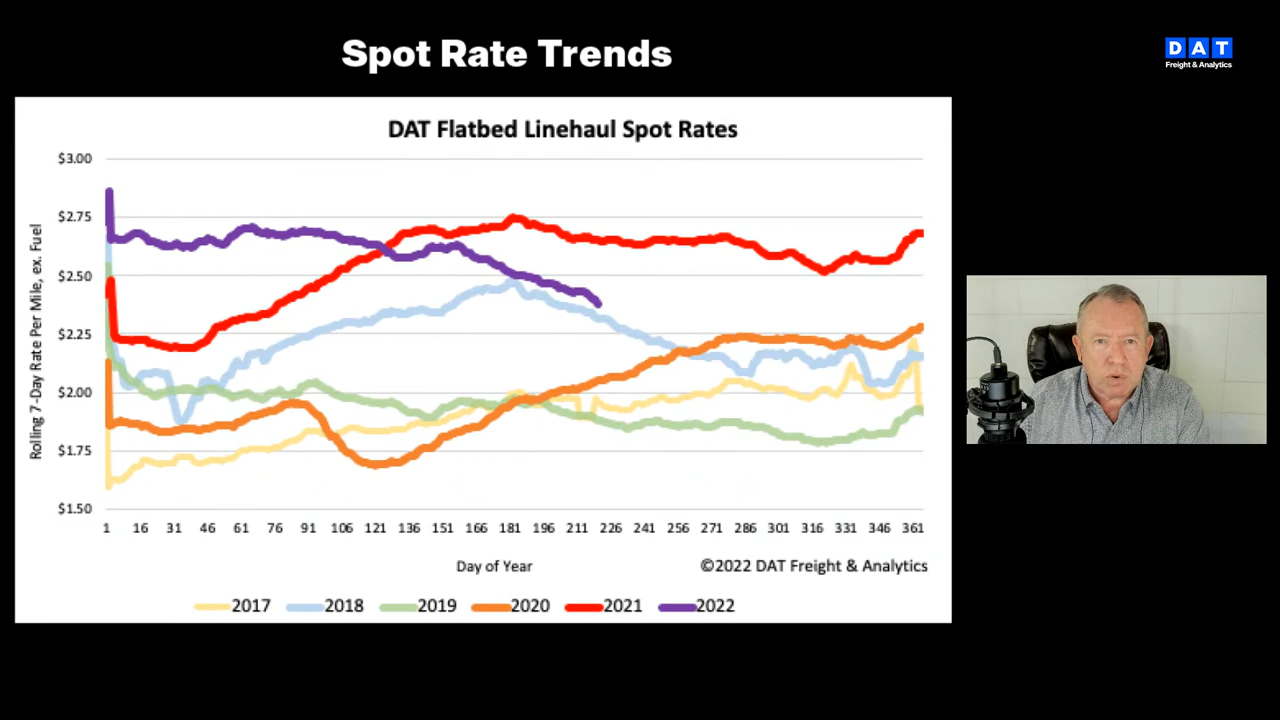 Spot Rate Trends
DAT
Freight & Analytics
DAT Flatbed Linehaul Spot Rates
Rolling 7-Day Rate Per Mile, ex. Fuel
$3.00
$2.75
$2.50
$2.25
$2.00
$1.75
$1.50
1 16 31 46 61 76 91 106 121 136 151 166 181 196 211 226 241 256 271 286 301 316 331 346 361
Day of Year
©2022 DAT Freight & Analytics
2017 2018 2019 2020 2021 2022